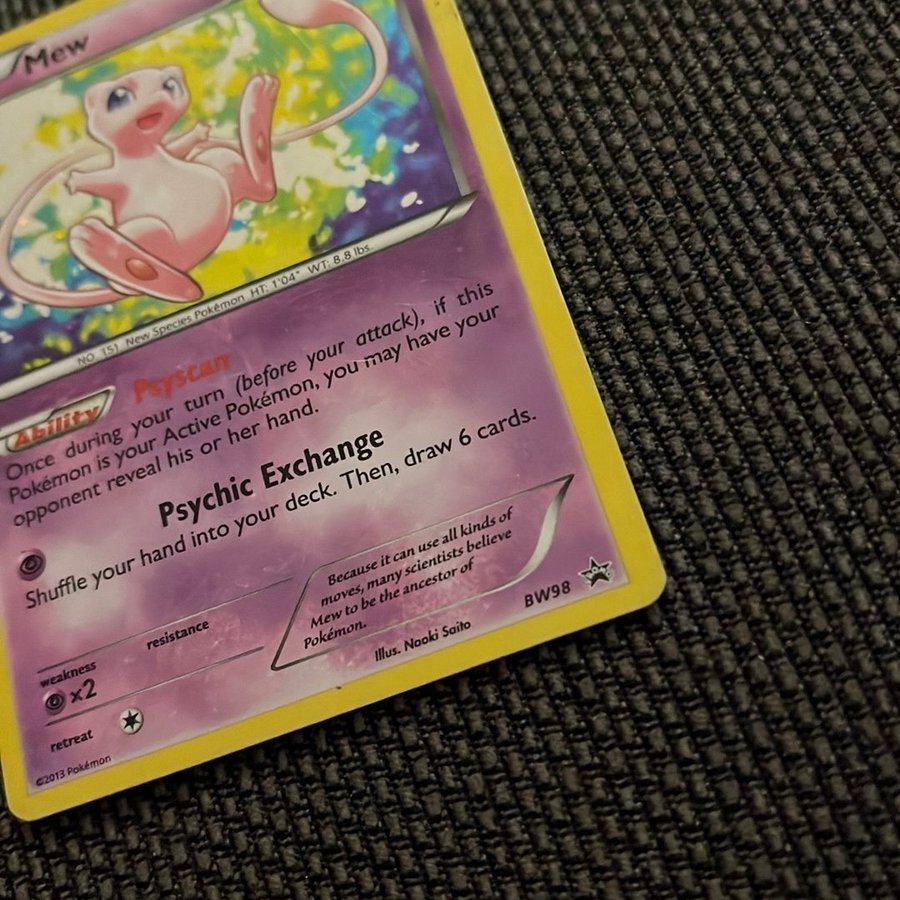 Mew
NO. 151 New Species Pokémon HT: 1'04" WT: 8.8 lbs.
Ability Psyscan
Once during your turn (before your attack), if this
Pokémon is your Active Pokémon, you may have your
opponent reveal his or her hand.
Psychic Exchange
Shuffle your hand into your deck. Then, draw 6 cards.
Because it can use all kinds of
moves, many scientists believe
Mew to be the ancestor of
Pokémon.
weakness
resistance
x2
Illus. Naoki Saito
BW98
retreat
©2013 Pokémon